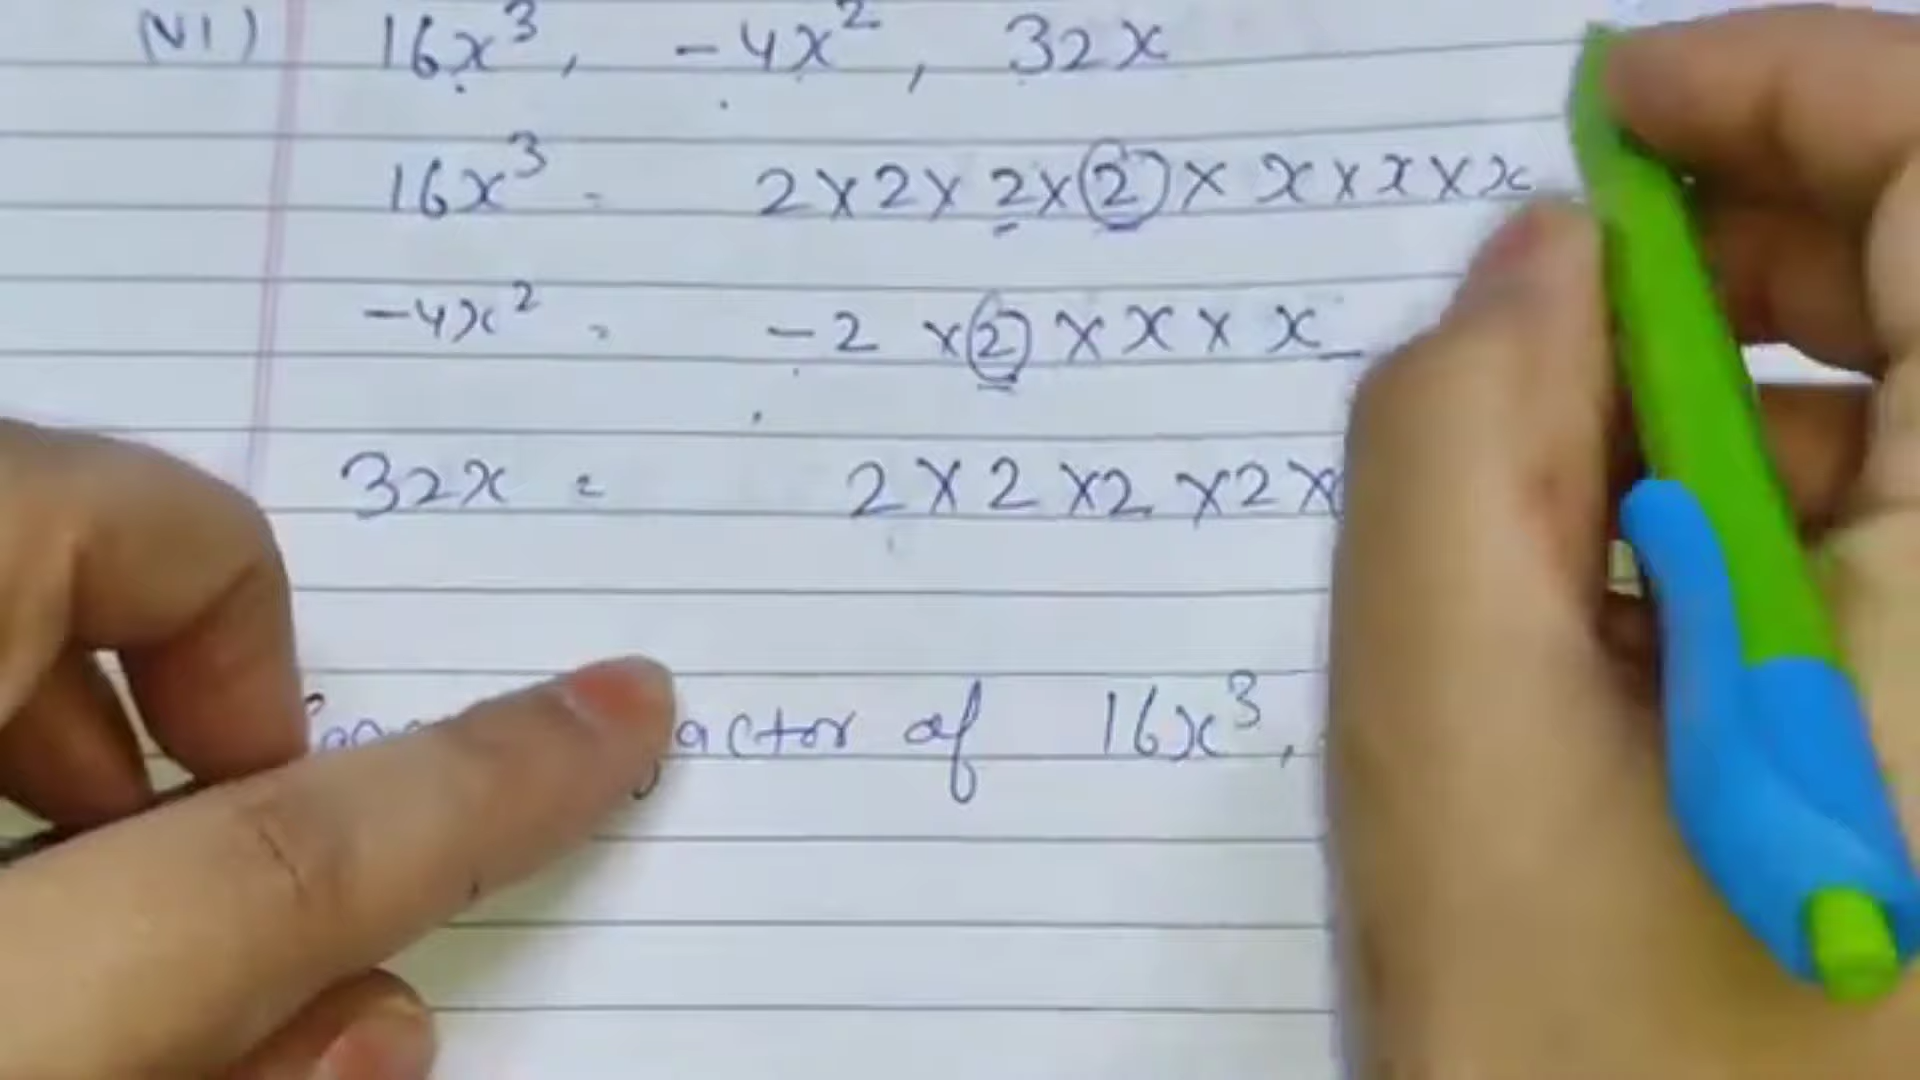 (VI) 16x³, -4x², 32x
16x³ = 2 × 2 × 2 × 2 × x × x × x
-4x² = -2 × 2 × x × x
32x = 2 × 2 × 2 × 2 ×
of 16x³,